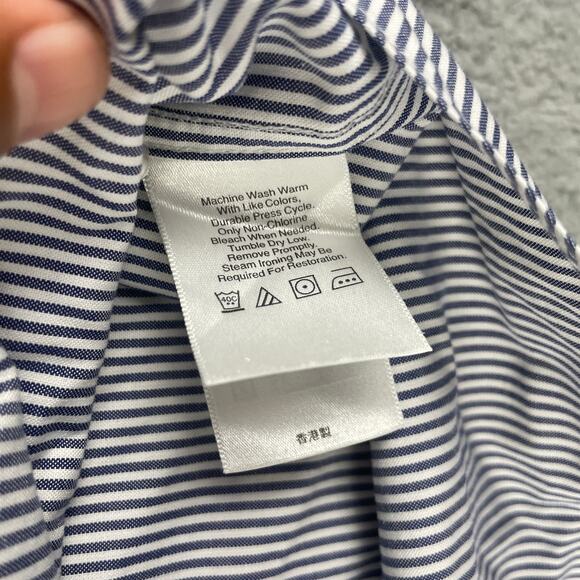 Machine Wash Warm
With Like Colors,
Durable Press Cycle.
Only Non-Chlorine
Bleach When Needed.
Tumble Dry Low.
Remove Promptly.
Steam Ironing May Be
Required For Restoration.
40C
香港製